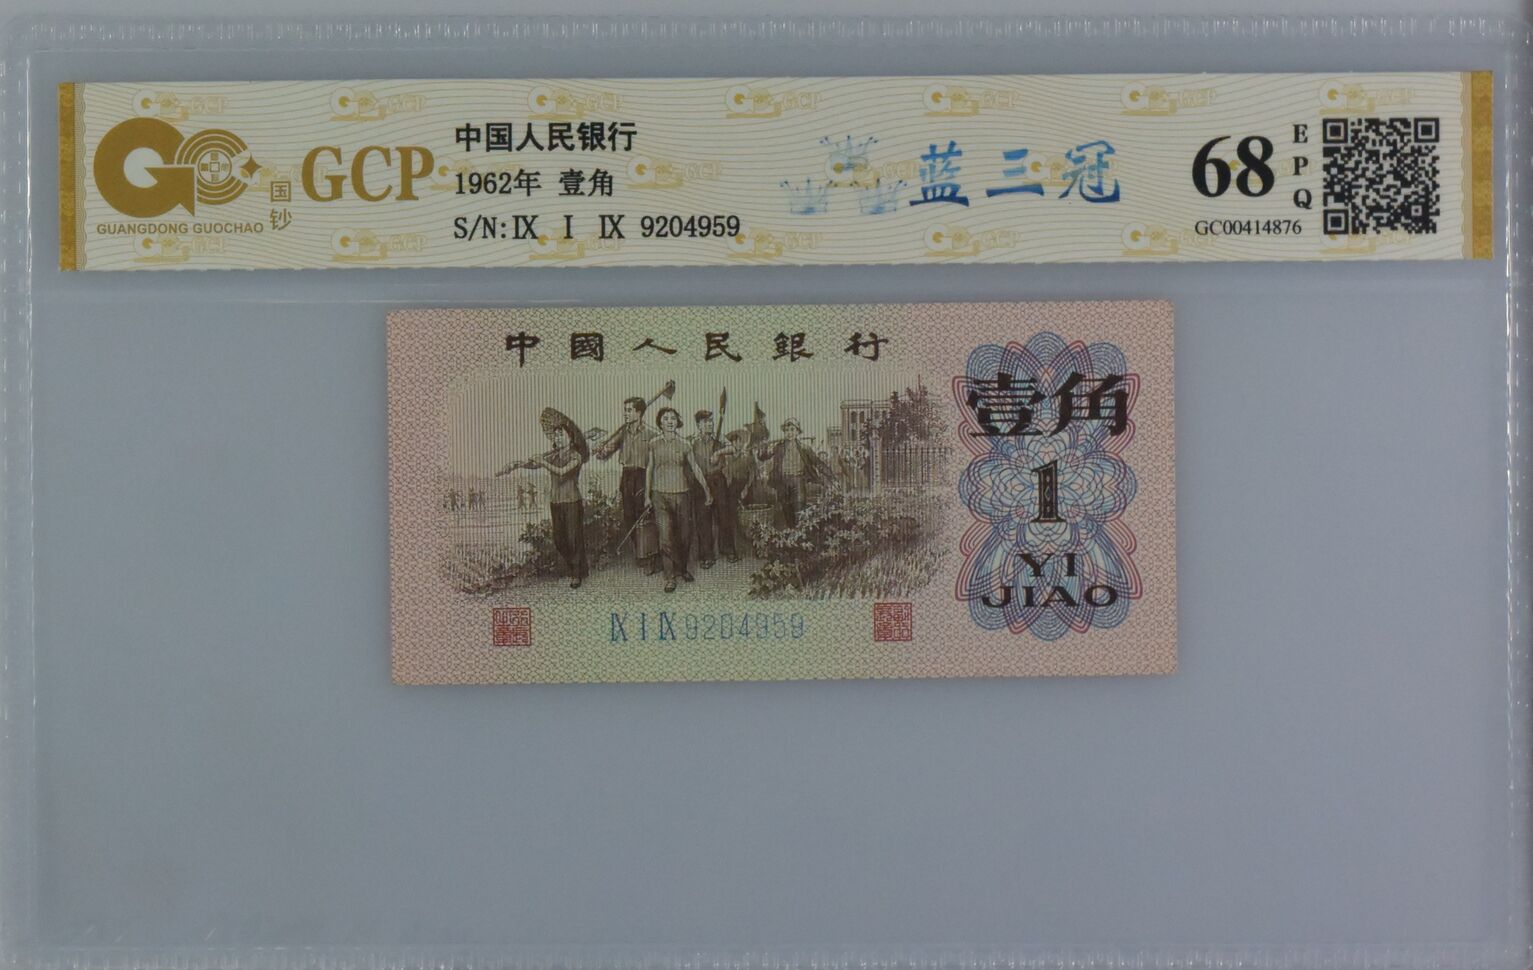 GUANGDONG GUOCHAO
国钞
GCP
中国人民银行
1962年 壹角
S/N: IX I IX 9204959
蓝三冠
68
EPQ
GC00414876
中國人民銀行
壹角
1
YI
JIAO
IX I IX 9204959